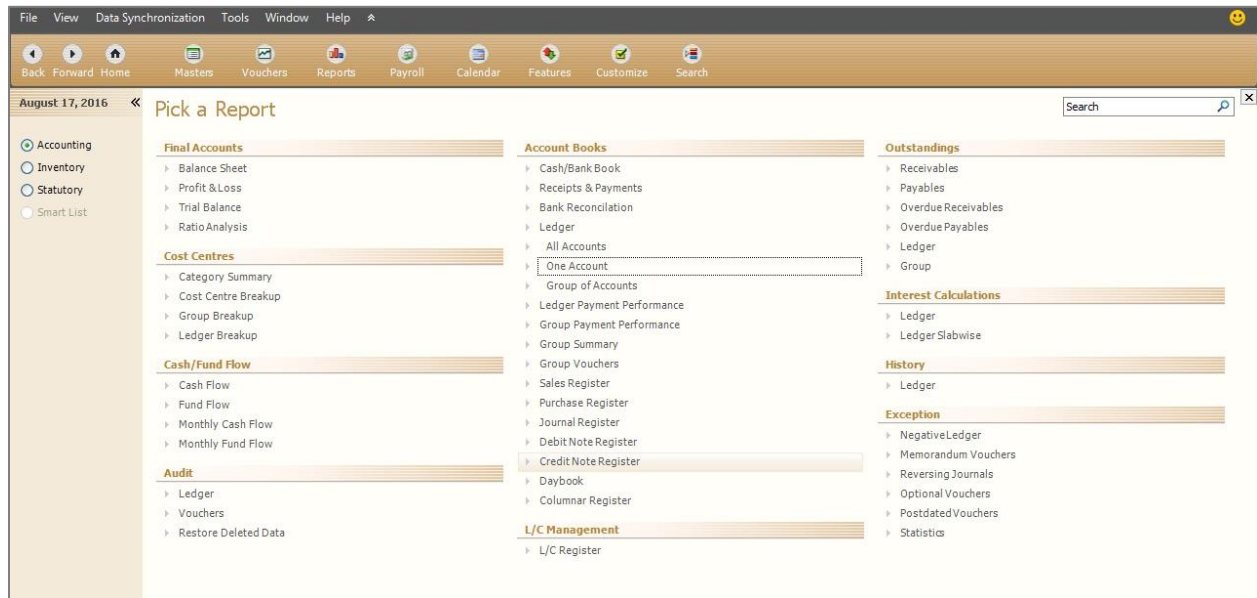 File View Data Synchronization Tools Window Help
Back Forward Home Masters Vouchers Reports Payroll Calendar Features Customize Search
August 17, 2016
Accounting
Inventory
Statutory
Smart List
Pick a Report
Search
Final Accounts
Balance Sheet
Profit & Loss
Trial Balance
Ratio Analysis
Cost Centres
Category Summary
Cost Centre Breakup
Group Breakup
Ledger Breakup
Cash/Fund Flow
Cash Flow
Fund Flow
Monthly Cash Flow
Monthly Fund Flow
Audit
Ledger
Vouchers
Restore Deleted Data
Account Books
Cash/Bank Book
Receipts & Payments
Bank Reconcilation
Ledger
All Accounts
One Account
Group of Accounts
Ledger Payment Performance
Group Payment Performance
Group Summary
Group Vouchers
Sales Register
Purchase Register
Journal Register
Debit Note Register
Credit Note Register
Daybook
Columnar Register
L/C Management
L/C Register
Outstandings
Receivables
Payables
Overdue Receivables
Overdue Payables
Ledger
Group
Interest Calculations
Ledger
Ledger Slabwise
History
Ledger
Exception
Negative Ledger
Memorandum Vouchers
Reversing Journals
Optional Vouchers
Postdated Vouchers
Statistics